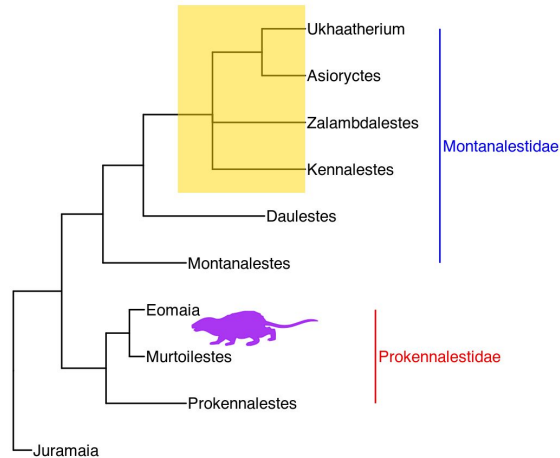 Ukhaatherium
Asioryctes
Zalambdalestes
Montanalestidae
Kennalestes
Daulestes
Montanalestes
Eomaia
Murtoilestes
Prokennalestidae
Prokennalestes
Juramaia